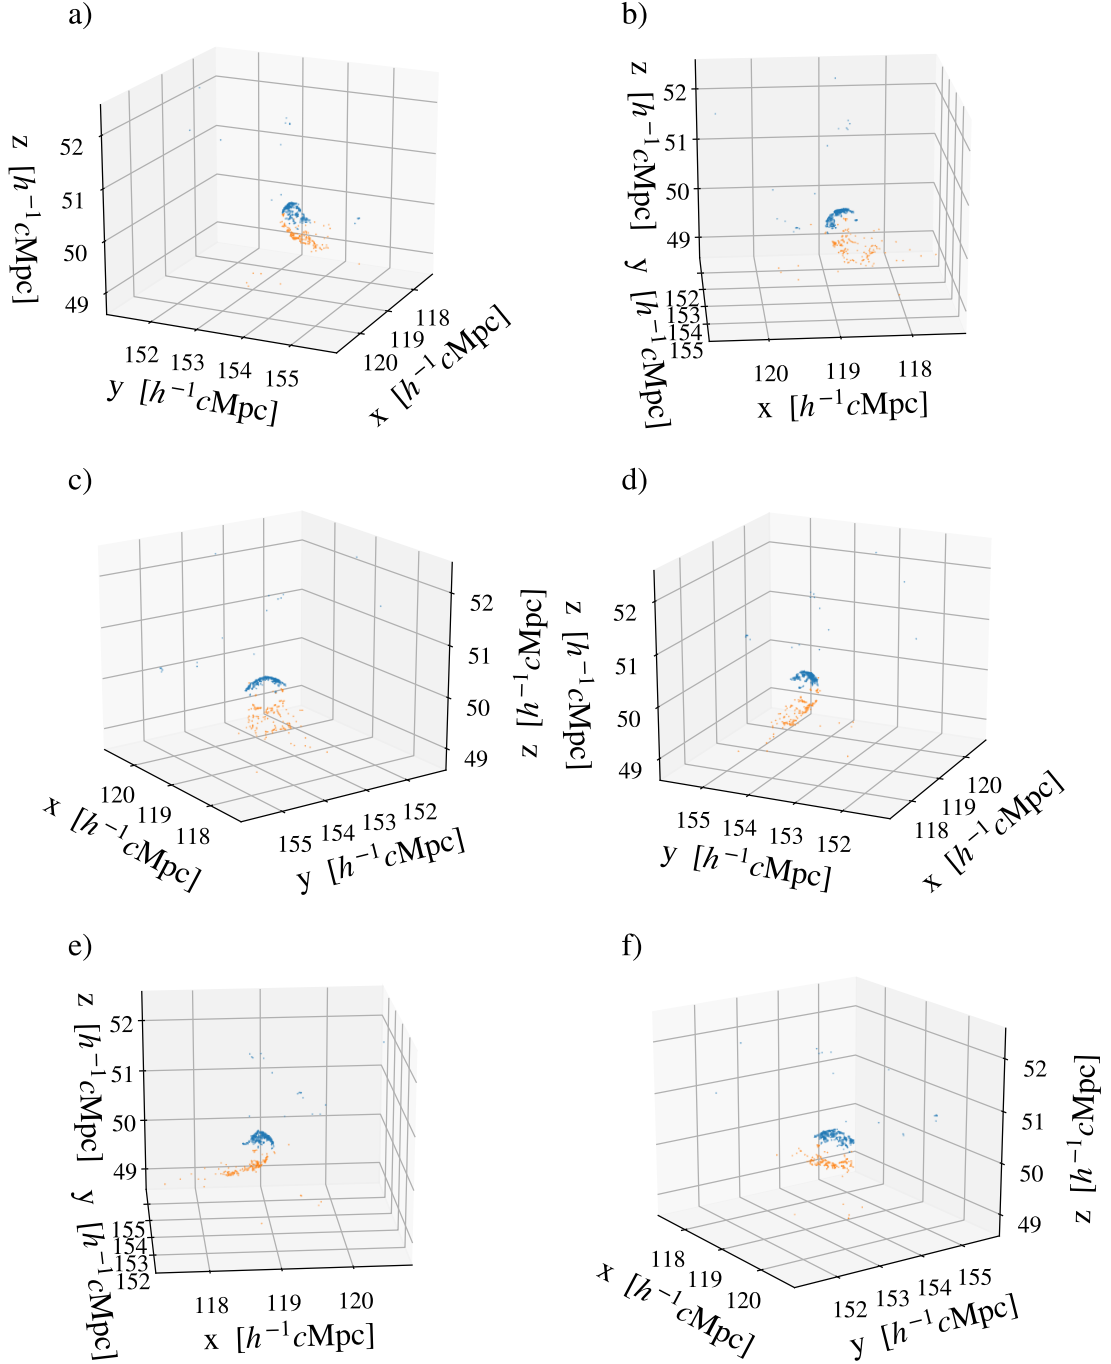 a)
52
51
50
49
z [h⁻¹cMpc]
152 153 154 155
y [h⁻¹cMpc]
118
119
120
x [h⁻¹cMpc]
b)
52
51
50
49
z [h⁻¹cMpc]
152
153
154
155
y [h⁻¹cMpc]
120 119 118
x [h⁻¹cMpc]
c)
120
119
118
x [h⁻¹cMpc]
155 154 153 152
y [h⁻¹cMpc]
52
51
50
49
z [h⁻¹cMpc]
d)
52
51
50
49
z [h⁻¹cMpc]
155 154 153 152
y [h⁻¹cMpc]
120
119
118
x [h⁻¹cMpc]
e)
52
51
50
49
z [h⁻¹cMpc]
155
154
153
152
y [h⁻¹cMpc]
118 119 120
x [h⁻¹cMpc]
f)
118
119
120
x [h⁻¹cMpc]
152 153 154 155
y [h⁻¹cMpc]
52
51
50
49
z [h⁻¹cMpc]